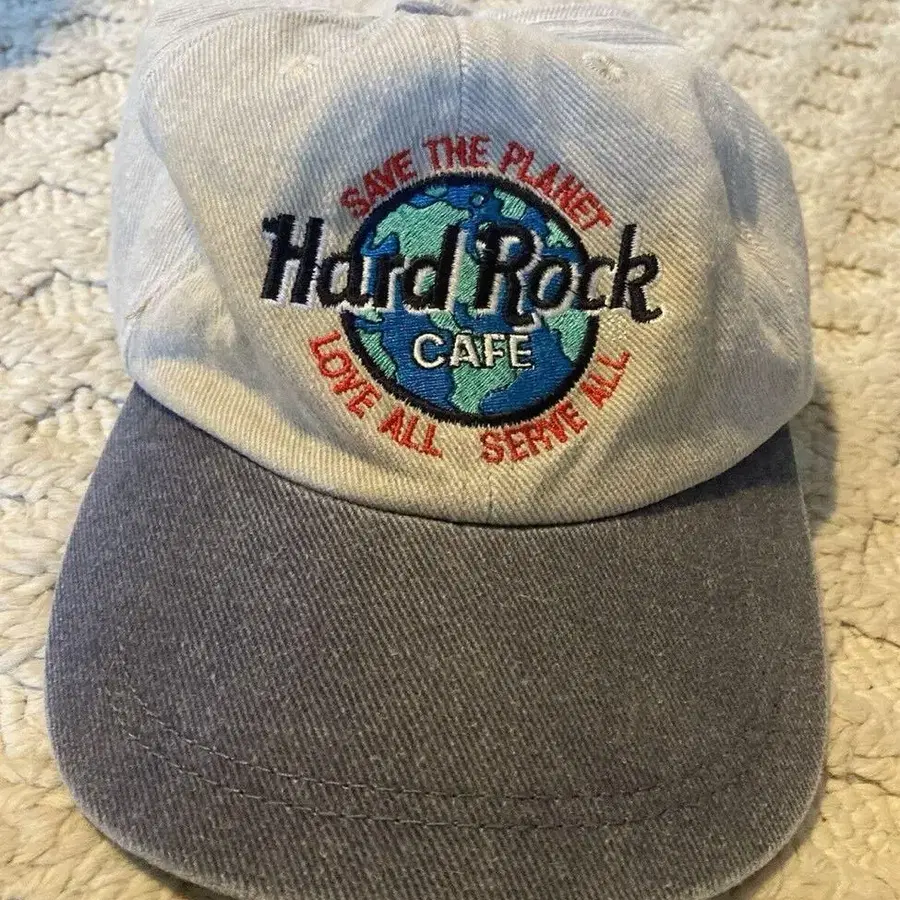 SAVE THE PLANET
Hard Rock
CAFE
LOVE ALL SERVE ALL